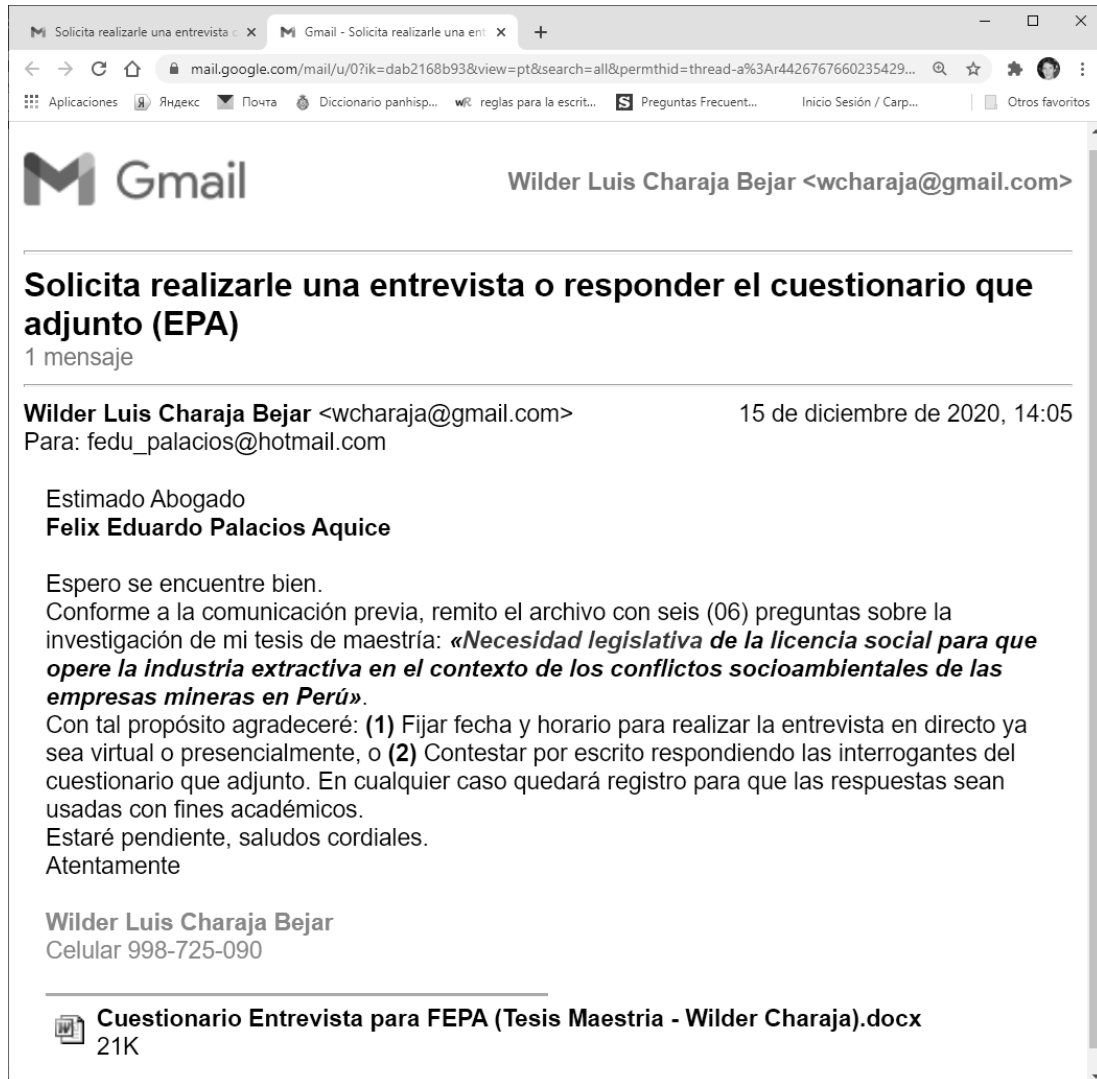 Solicita realizarle una entrevista c
Gmail - Solicita realizarle una ent
mail.google.com/mail/u/0?ik=dab2168b93&view=pt&search=all&permthid=thread-a%3Ar4426767660235429...
Aplicaciones Яндекс Почта Diccionario panhisp... wR reglas para la escrit... S Preguntas Frecuent... Inicio Sesión / Carp... Otros favoritos
Gmail Wilder Luis Charaja Bejar <wcharaja@gmail.com>
Solicita realizarle una entrevista o responder el cuestionario que
adjunto (EPA)
1 mensaje
Wilder Luis Charaja Bejar <wcharaja@gmail.com> 15 de diciembre de 2020, 14:05
Para: fedu_palacios@hotmail.com
Estimado Abogado
Felix Eduardo Palacios Aquice
Espero se encuentre bien.
Conforme a la comunicación previa, remito el archivo con seis (06) preguntas sobre la
investigación de mi tesis de maestría: «Necesidad legislativa de la licencia social para que
opere la industria extractiva en el contexto de los conflictos socioambientales de las
empresas mineras en Perú».
Con tal propósito agradeceré: (1) Fijar fecha y horario para realizar la entrevista en directo ya
sea virtual o presencialmente, o (2) Contestar por escrito respondiendo las interrogantes del
cuestionario que adjunto. En cualquier caso quedará registro para que las respuestas sean
usadas con fines académicos.
Estaré pendiente, saludos cordiales.
Atentamente
Wilder Luis Charaja Bejar
Celular 998-725-090
Cuestionario Entrevista para FEPA (Tesis Maestria - Wilder Charaja).docx
21K